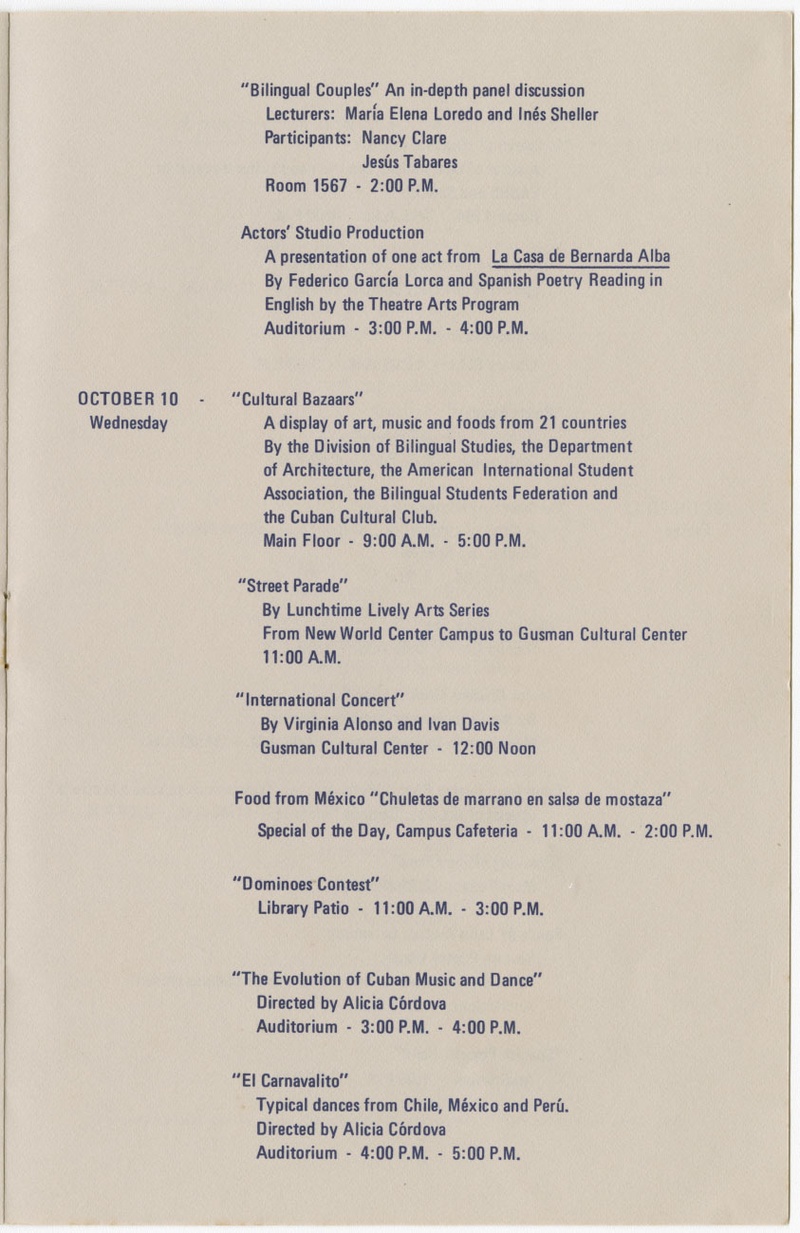 “Bilingual Couples” An in-depth panel discussion
Lecturers: María Elena Loredo and Inés Sheller
Participants: Nancy Clare
Jesús Tabares
Room 1567 - 2:00 P.M.
Actors’ Studio Production
A presentation of one act from La Casa de Bernarda Alba
By Federico García Lorca and Spanish Poetry Reading in
English by the Theatre Arts Program
Auditorium - 3:00 P.M. - 4:00 P.M.
OCTOBER 10 - “Cultural Bazaars”
Wednesday A display of art, music and foods from 21 countries
By the Division of Bilingual Studies, the Department
of Architecture, the American International Student
Association, the Bilingual Students Federation and
the Cuban Cultural Club.
Main Floor - 9:00 A.M. - 5:00 P.M.
“Street Parade”
By Lunchtime Lively Arts Series
From New World Center Campus to Gusman Cultural Center
11:00 A.M.
“International Concert”
By Virginia Alonso and Ivan Davis
Gusman Cultural Center - 12:00 Noon
Food from México “Chuletas de marrano en salsa de mostaza”
Special of the Day, Campus Cafeteria - 11:00 A.M. - 2:00 P.M.
“Dominoes Contest”
Library Patio - 11:00 A.M. - 3:00 P.M.
“The Evolution of Cuban Music and Dance”
Directed by Alicia Córdova
Auditorium - 3:00 P.M. - 4:00 P.M.
“El Carnavalito”
Typical dances from Chile, México and Perú.
Directed by Alicia Córdova
Auditorium - 4:00 P.M. - 5:00 P.M.